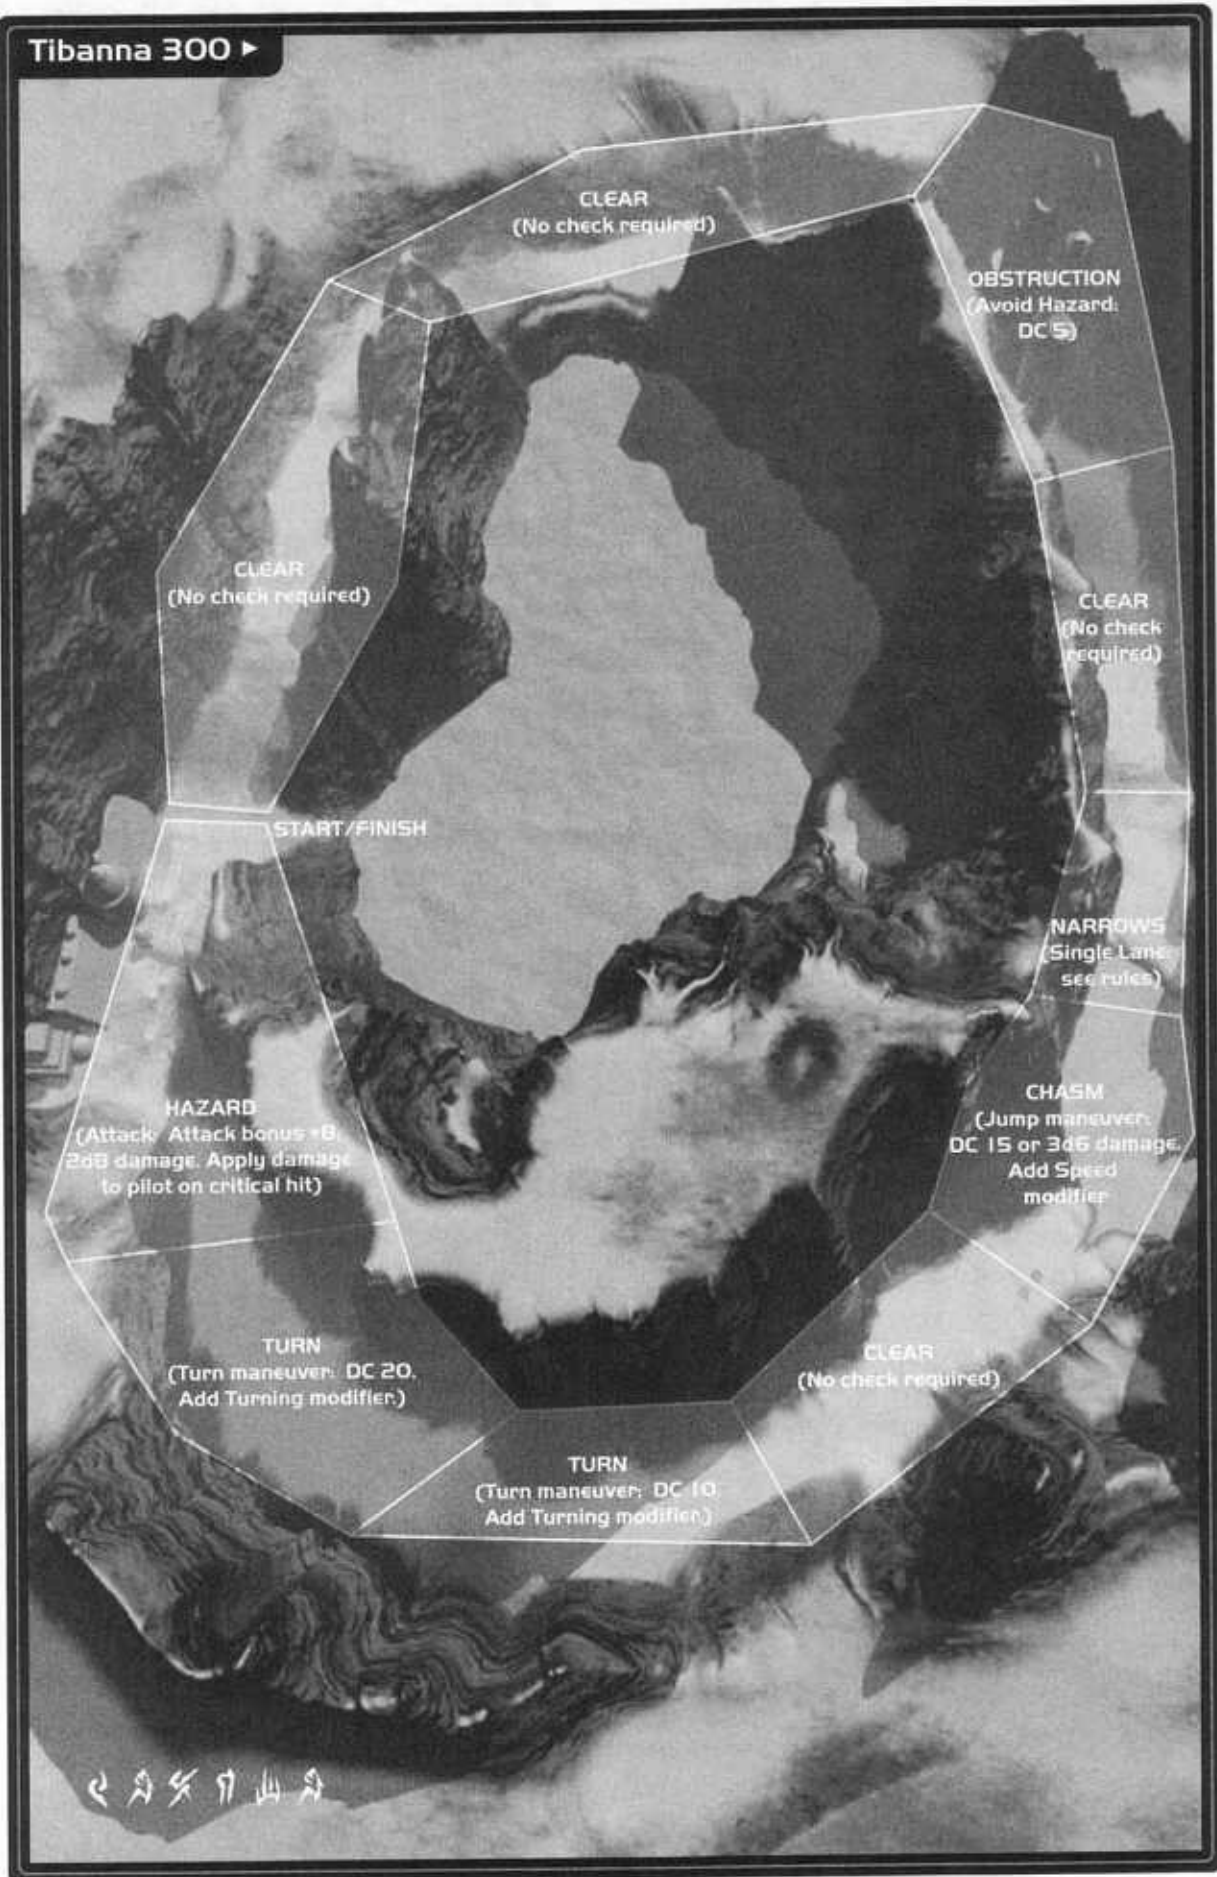 Tibanna 300 ▶
CLEAR
(No check required)
OBSTRUCTION
(Avoid Hazard:
DC 5)
CLEAR
(No check required)
CLEAR
(No check
required)
START/FINISH
NARROWS
(Single Lane:
see rules)
CHASM
(Jump maneuver:
DC 15 or 3d6 damage.
Add Speed
modifier
HAZARD
(Attack: Attack bonus +8;
2d8 damage. Apply damage
to pilot on critical hit)
TURN
(Turn maneuver: DC 20.
Add Turning modifier.)
CLEAR
(No check required)
TURN
(Turn maneuver: DC 10.
Add Turning modifier.)